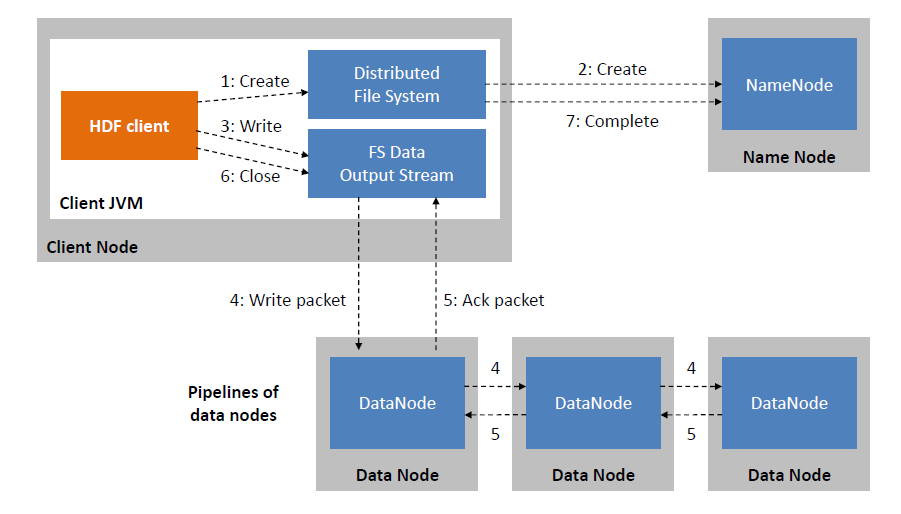 1: Create
Distributed
File System
2: Create
NameNode
HDF client
3: Write
7: Complete
FS Data
Output Stream
6: Close
Name Node
Client JVM
Client Node
4: Write packet
5: Ack packet
Pipelines of
data nodes
DataNode
4
DataNode
4
DataNode
5
5
Data Node
Data Node
Data Node